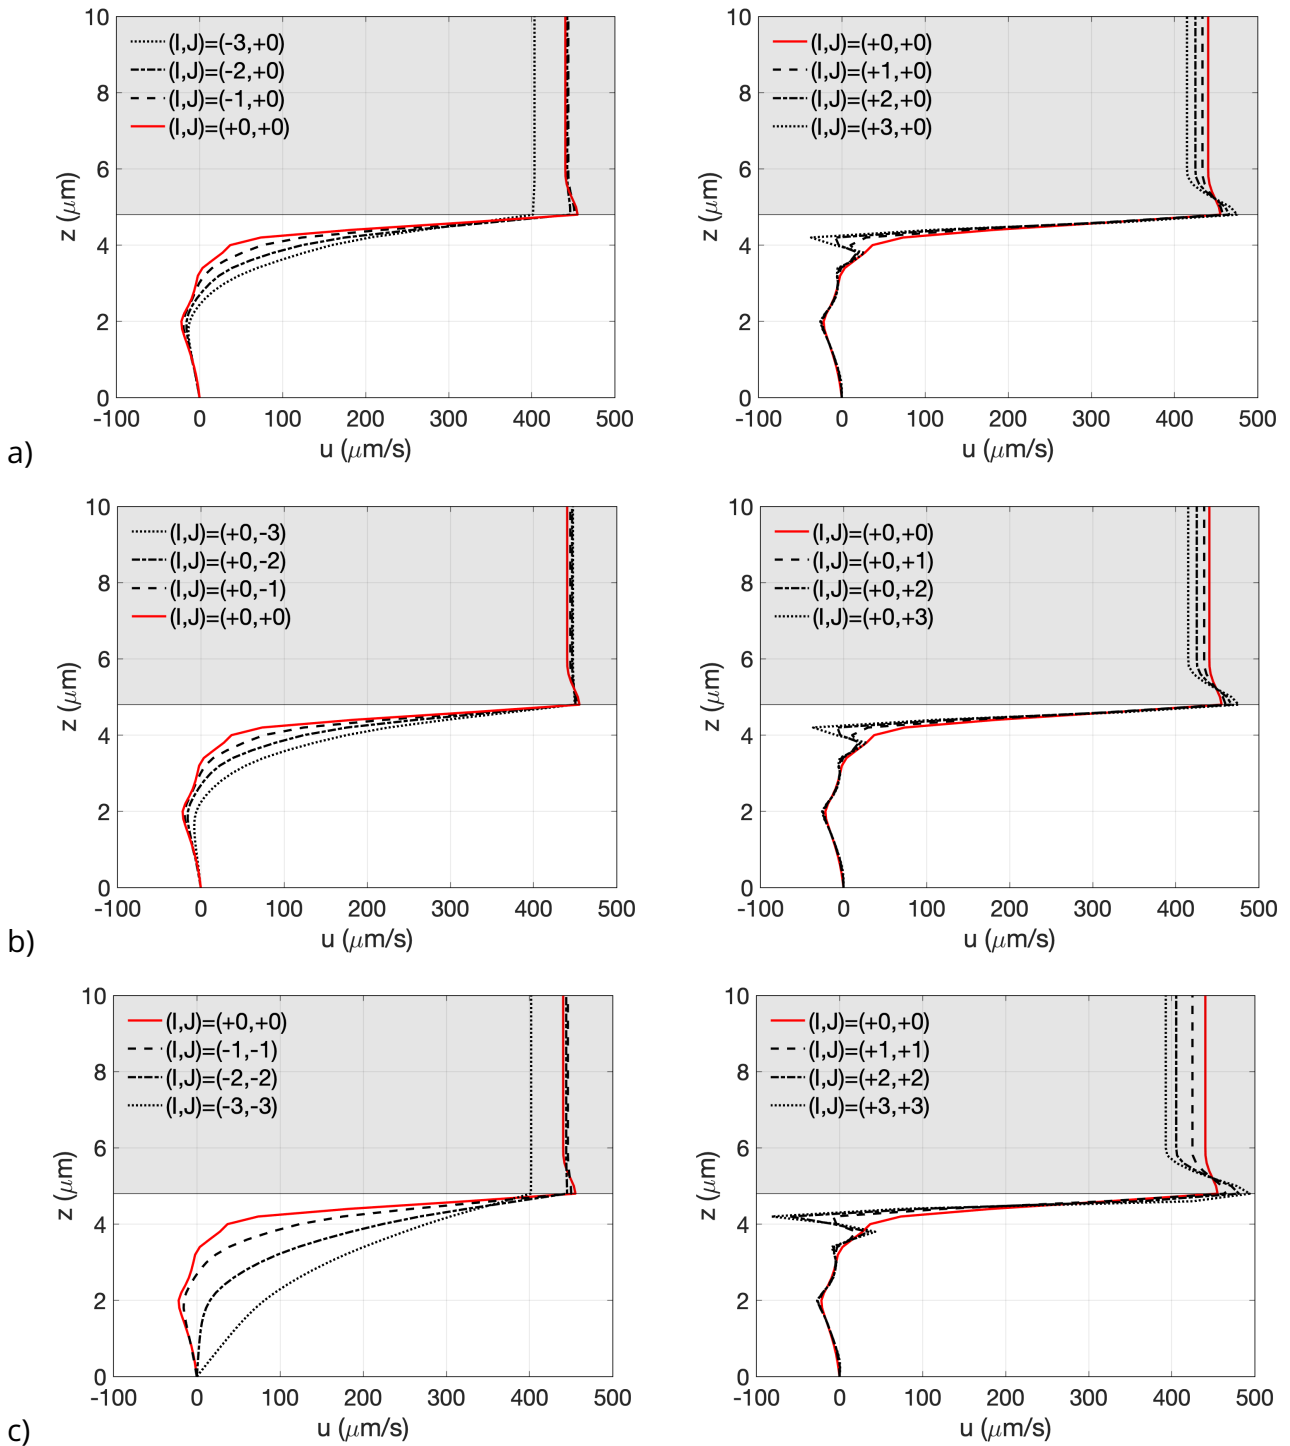 10
8
6
4
2
0
z (μm)
(I,J)=(-3,+0)
(I,J)=(-2,+0)
(I,J)=(-1,+0)
(I,J)=(+0,+0)
-100 0 100 200 300 400 500
u (μm/s)
10
8
6
4
2
0
z (μm)
(I,J)=(+0,+0)
(I,J)=(+1,+0)
(I,J)=(+2,+0)
(I,J)=(+3,+0)
-100 0 100 200 300 400 500
u (μm/s)
a)
10
8
6
4
2
0
z (μm)
(I,J)=(+0,-3)
(I,J)=(+0,-2)
(I,J)=(+0,-1)
(I,J)=(+0,+0)
-100 0 100 200 300 400 500
u (μm/s)
10
8
6
4
2
0
z (μm)
(I,J)=(+0,+0)
(I,J)=(+0,+1)
(I,J)=(+0,+2)
(I,J)=(+0,+3)
-100 0 100 200 300 400 500
u (μm/s)
b)
10
8
6
4
2
0
z (μm)
(I,J)=(+0,+0)
(I,J)=(-1,-1)
(I,J)=(-2,-2)
(I,J)=(-3,-3)
-100 0 100 200 300 400 500
u (μm/s)
10
8
6
4
2
0
z (μm)
(I,J)=(+0,+0)
(I,J)=(+1,+1)
(I,J)=(+2,+2)
(I,J)=(+3,+3)
-100 0 100 200 300 400 500
u (μm/s)
c)